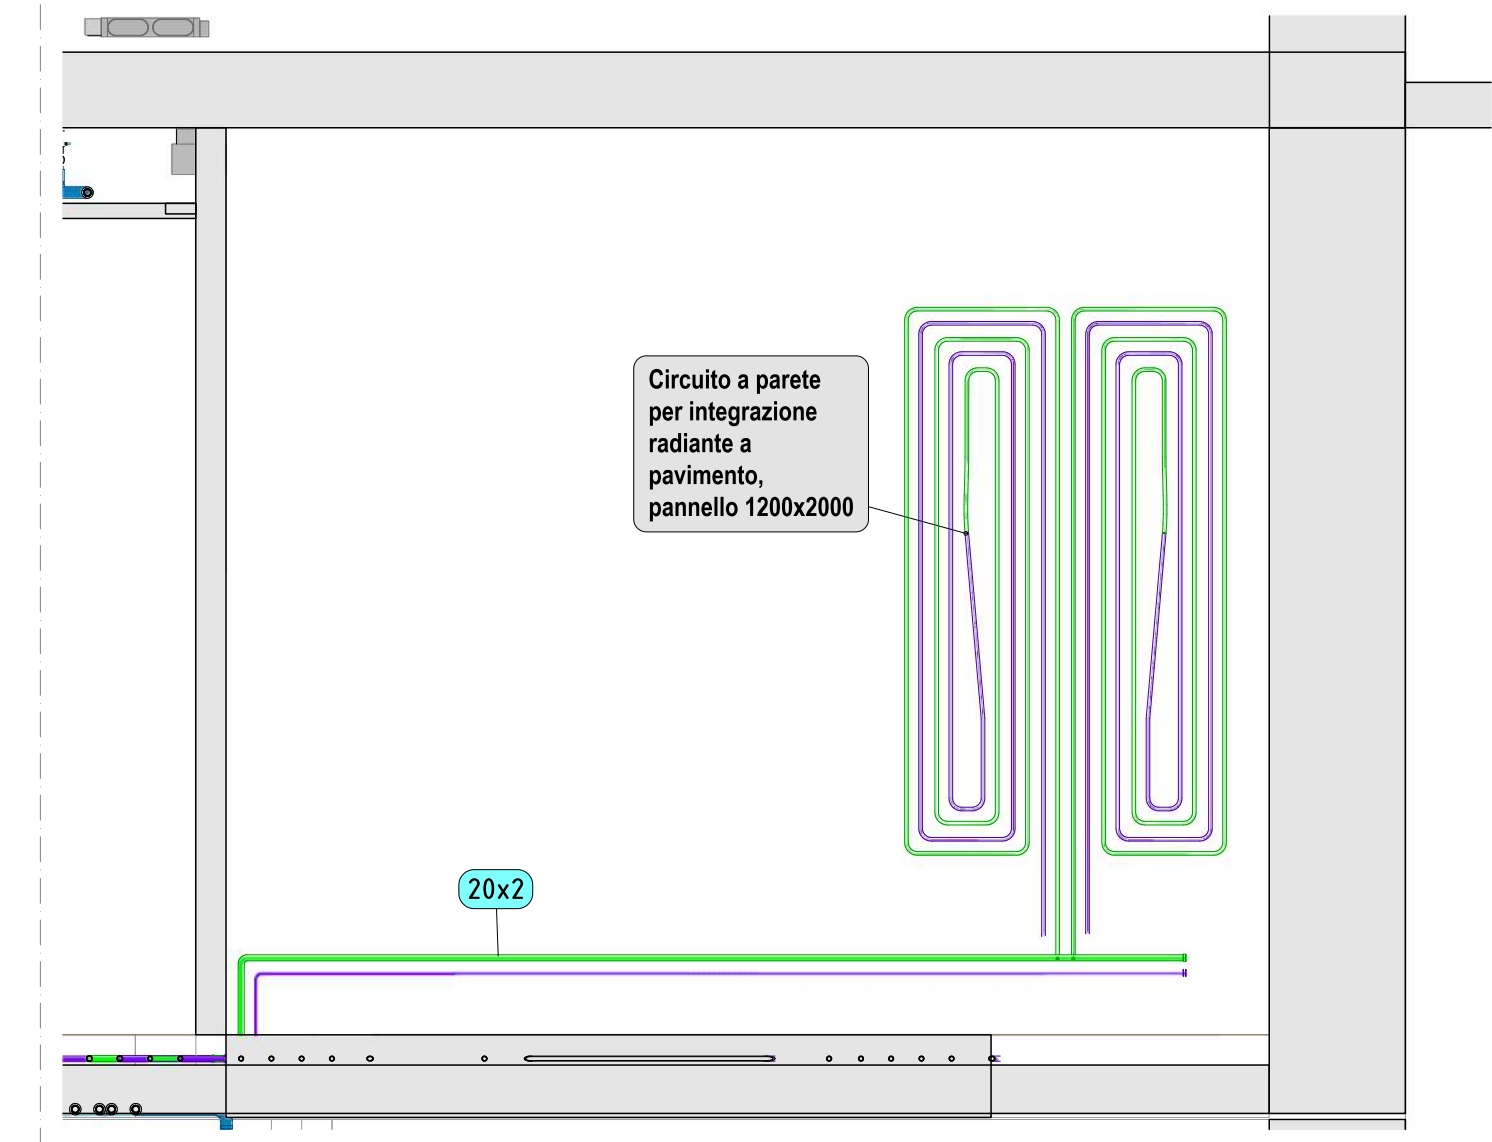 Circuito a parete
per integrazione
radiante a
pavimento,
pannello 1200x2000
20x2